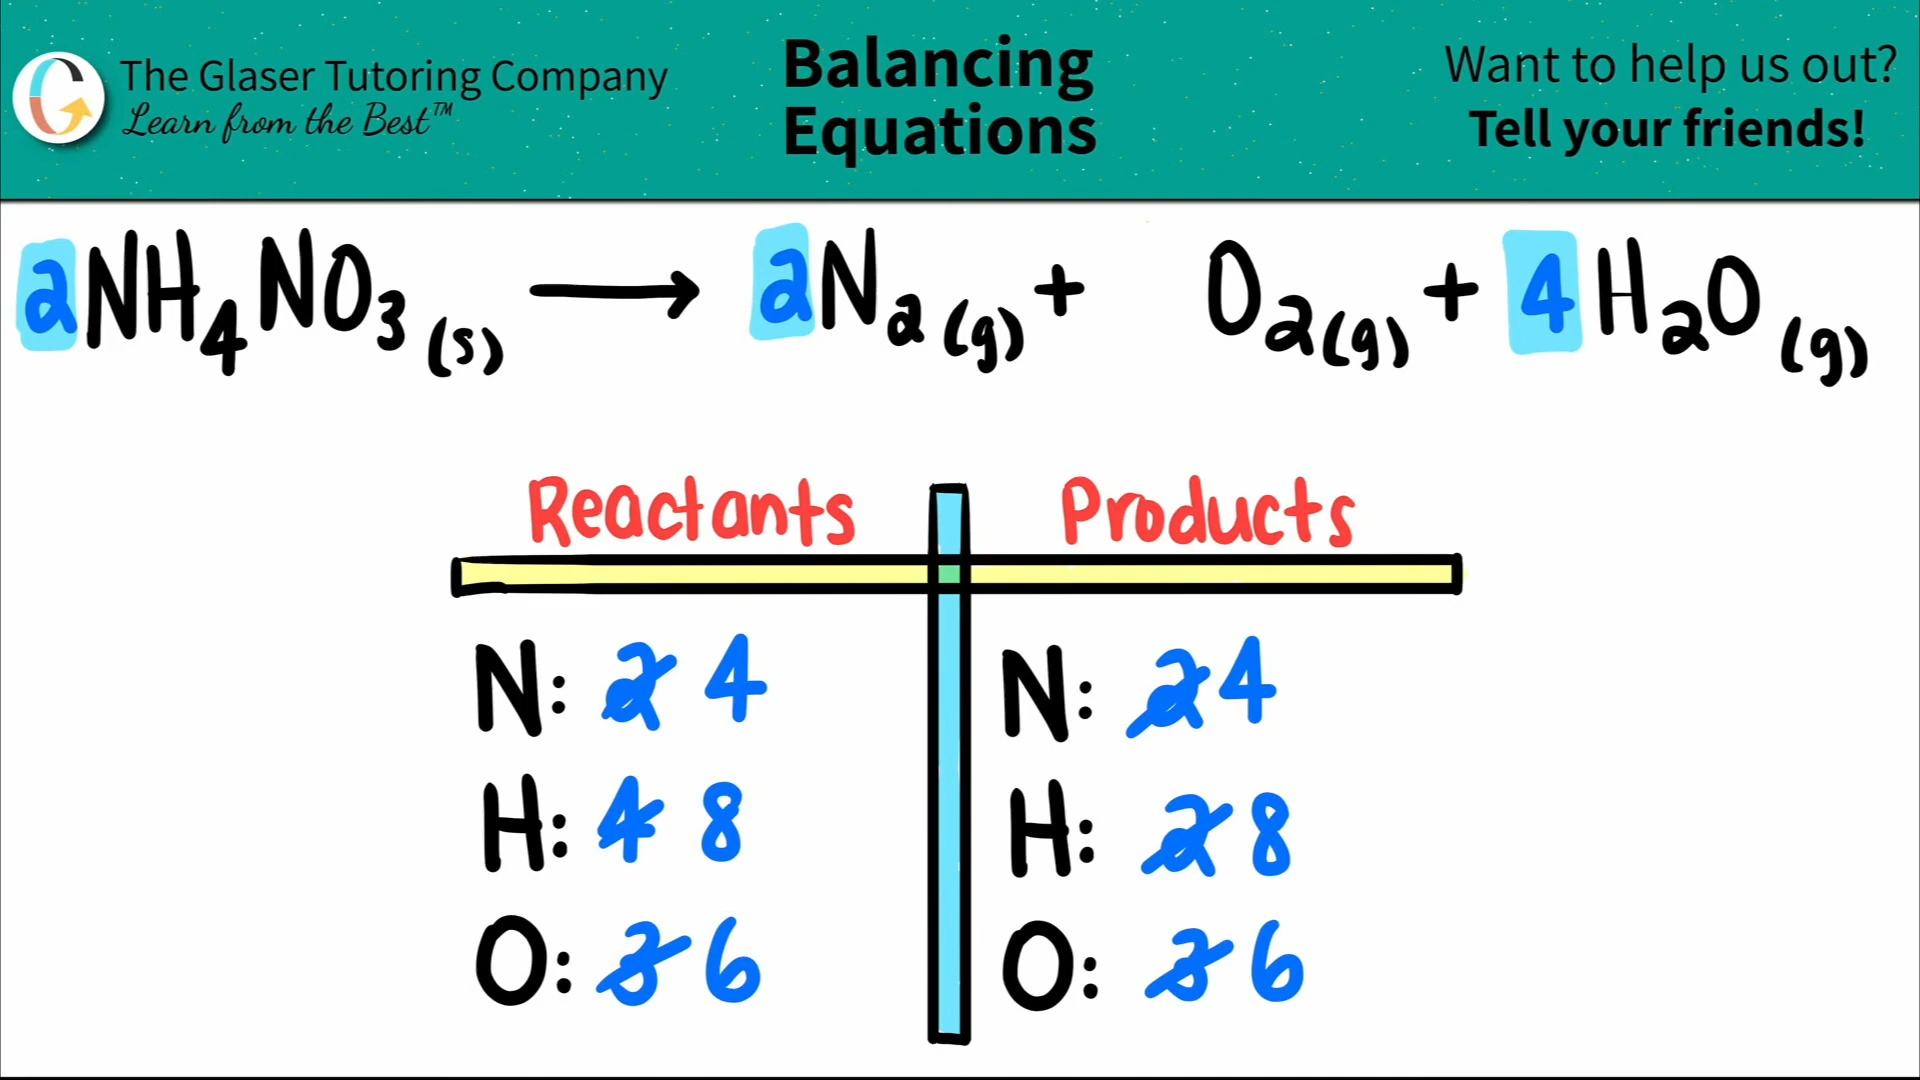 The Glaser Tutoring Company
Learn from the Best™
Balancing
Equations
Want to help us out?
Tell your friends!
2NH₄NO₃(s) ⟶ 2N₂(g) + O₂(g) + 4H₂O(g)
Reactants Products
N: 2 4 N: 2 4
H: 4 8 H: 2 8
O: 3 6 O: 3 6